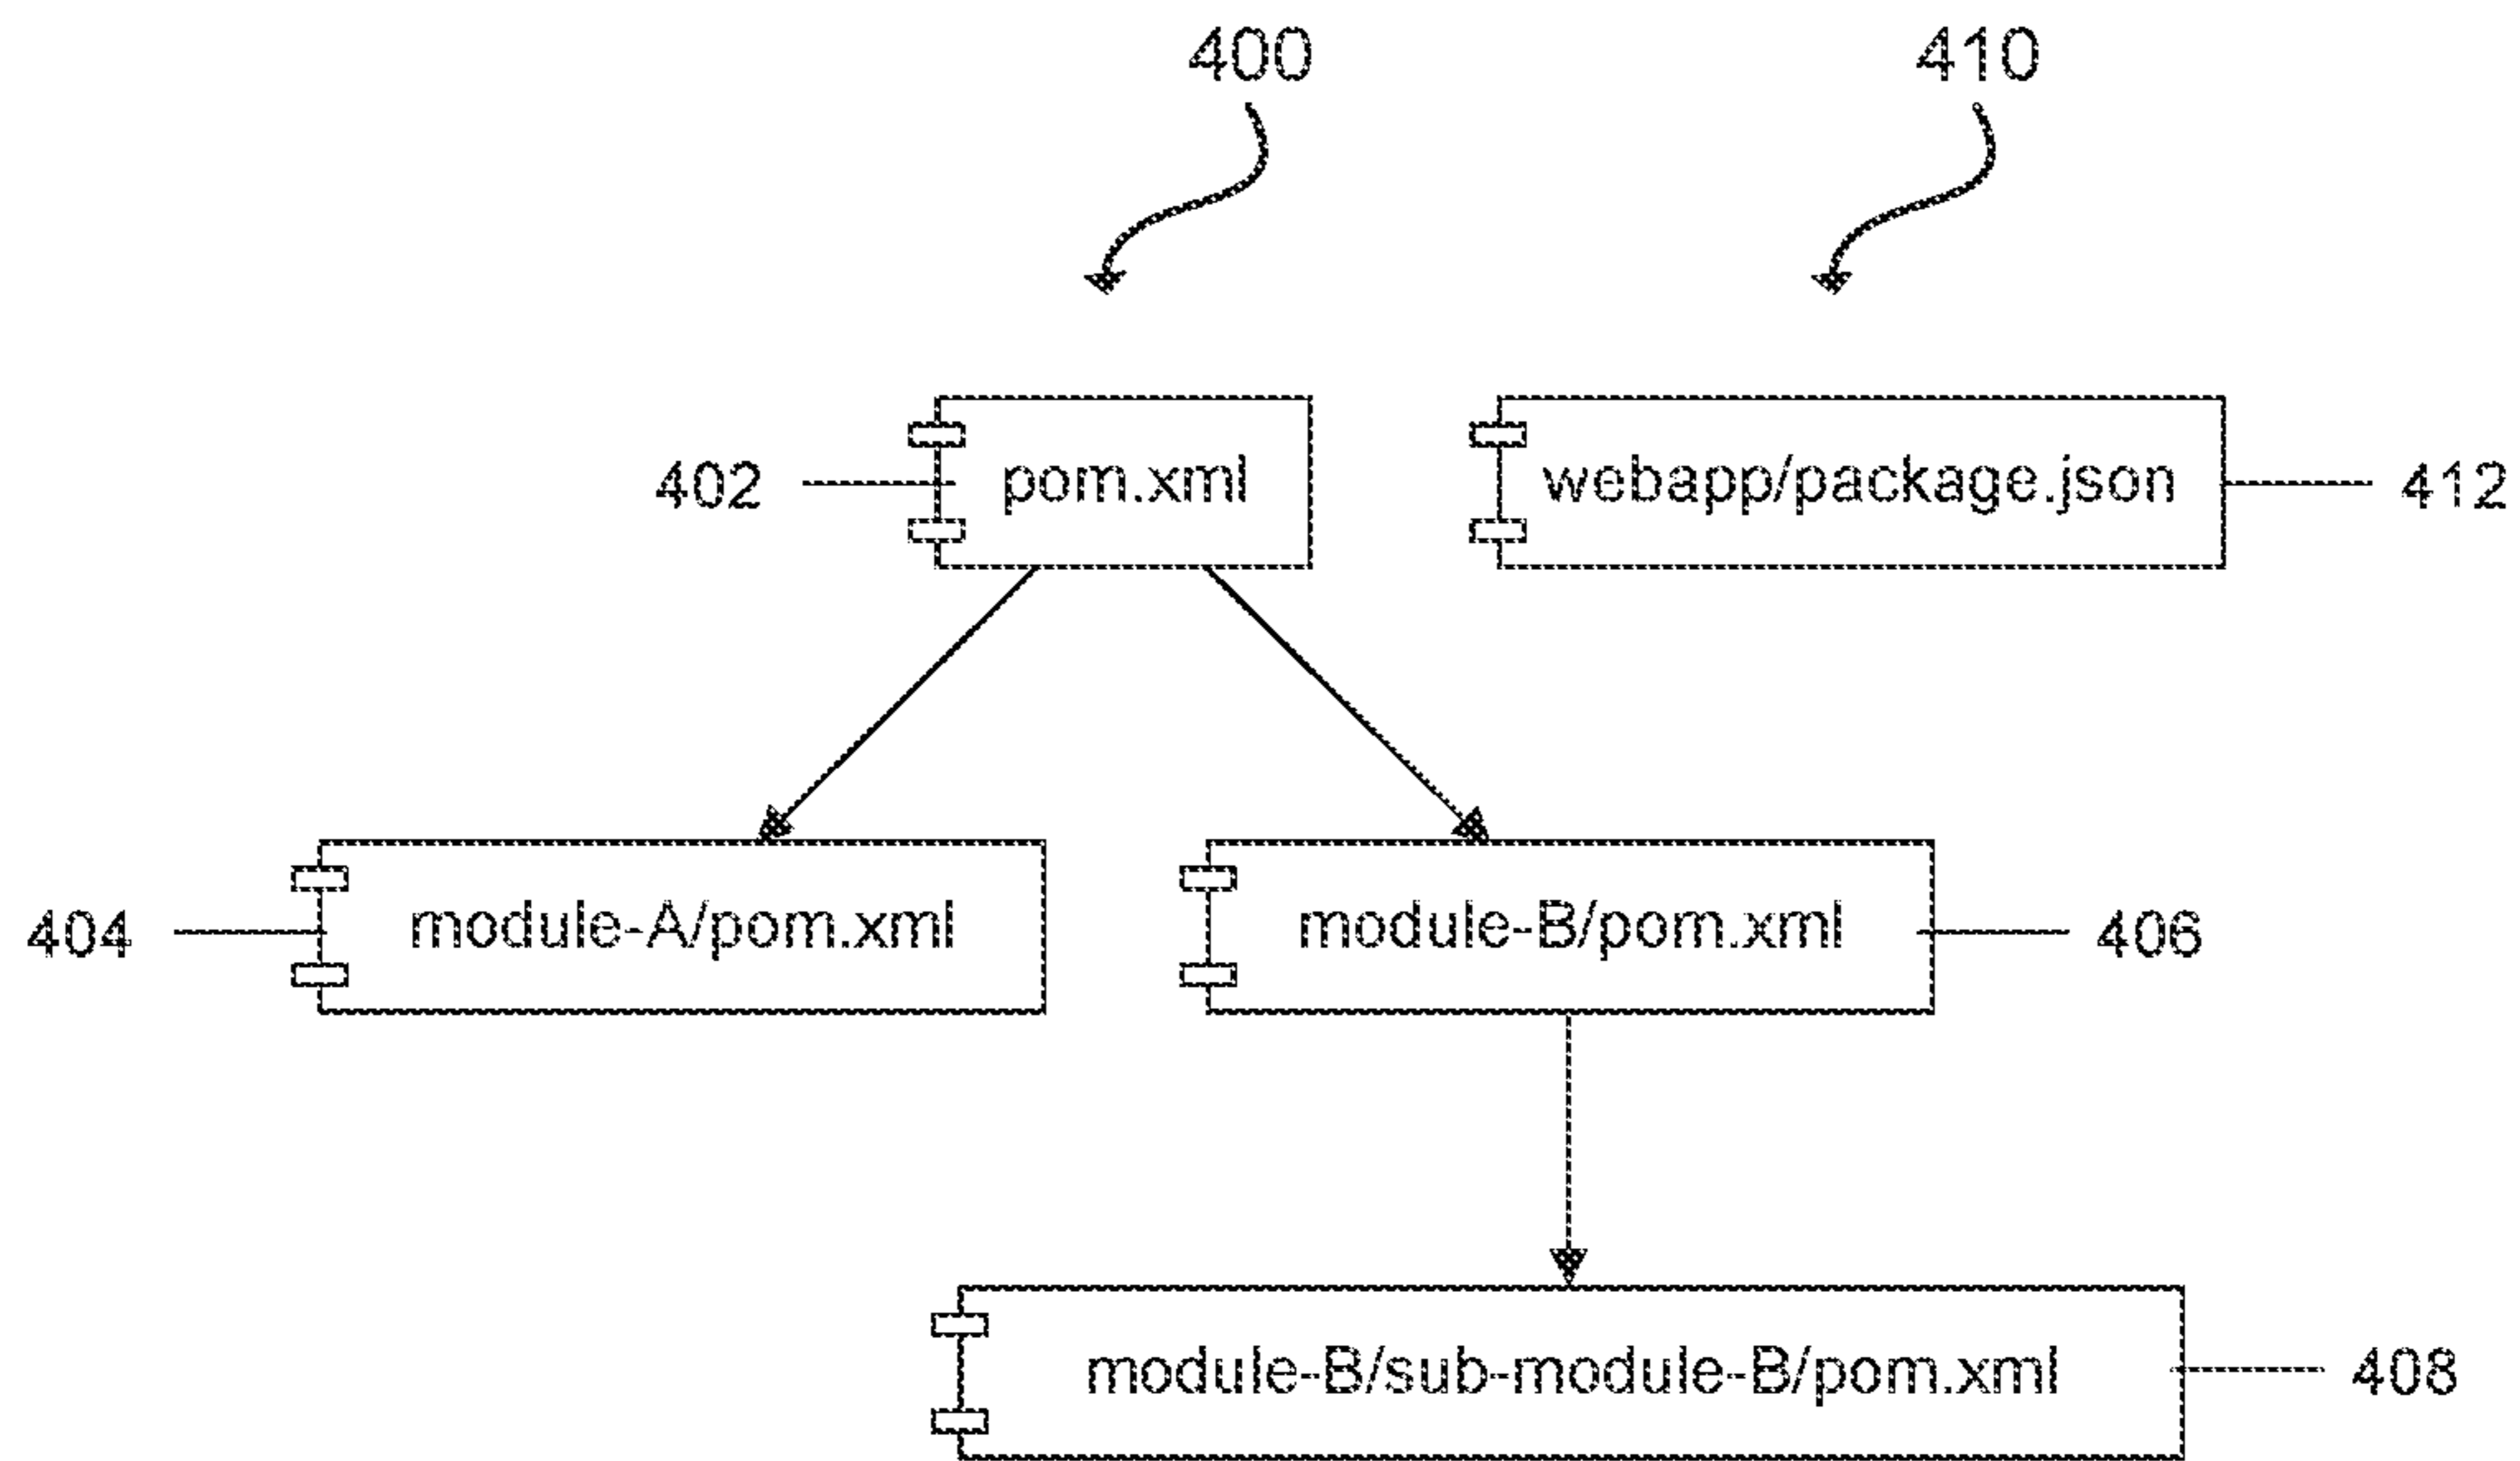 400
410
402
pom.xml
webapp/package.json
412
404
module-A/pom.xml
module-B/pom.xml
406
module-B/sub-module-B/pom.xml
408